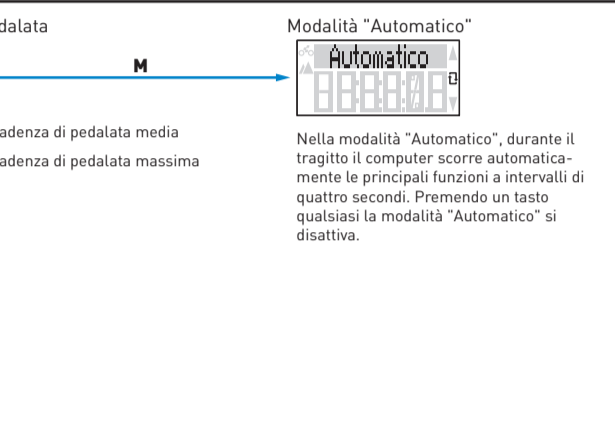 dalata
M
adenza di pedalata media
adenza di pedalata massima
Modalità "Automatico"
Automatico
Nella modalità "Automatico", durante il
tragitto il computer scorre automatica-
mente le principali funzioni a intervalli di
quattro secondi. Premendo un tasto
qualsiasi la modalità "Automatico" si
disattiva.